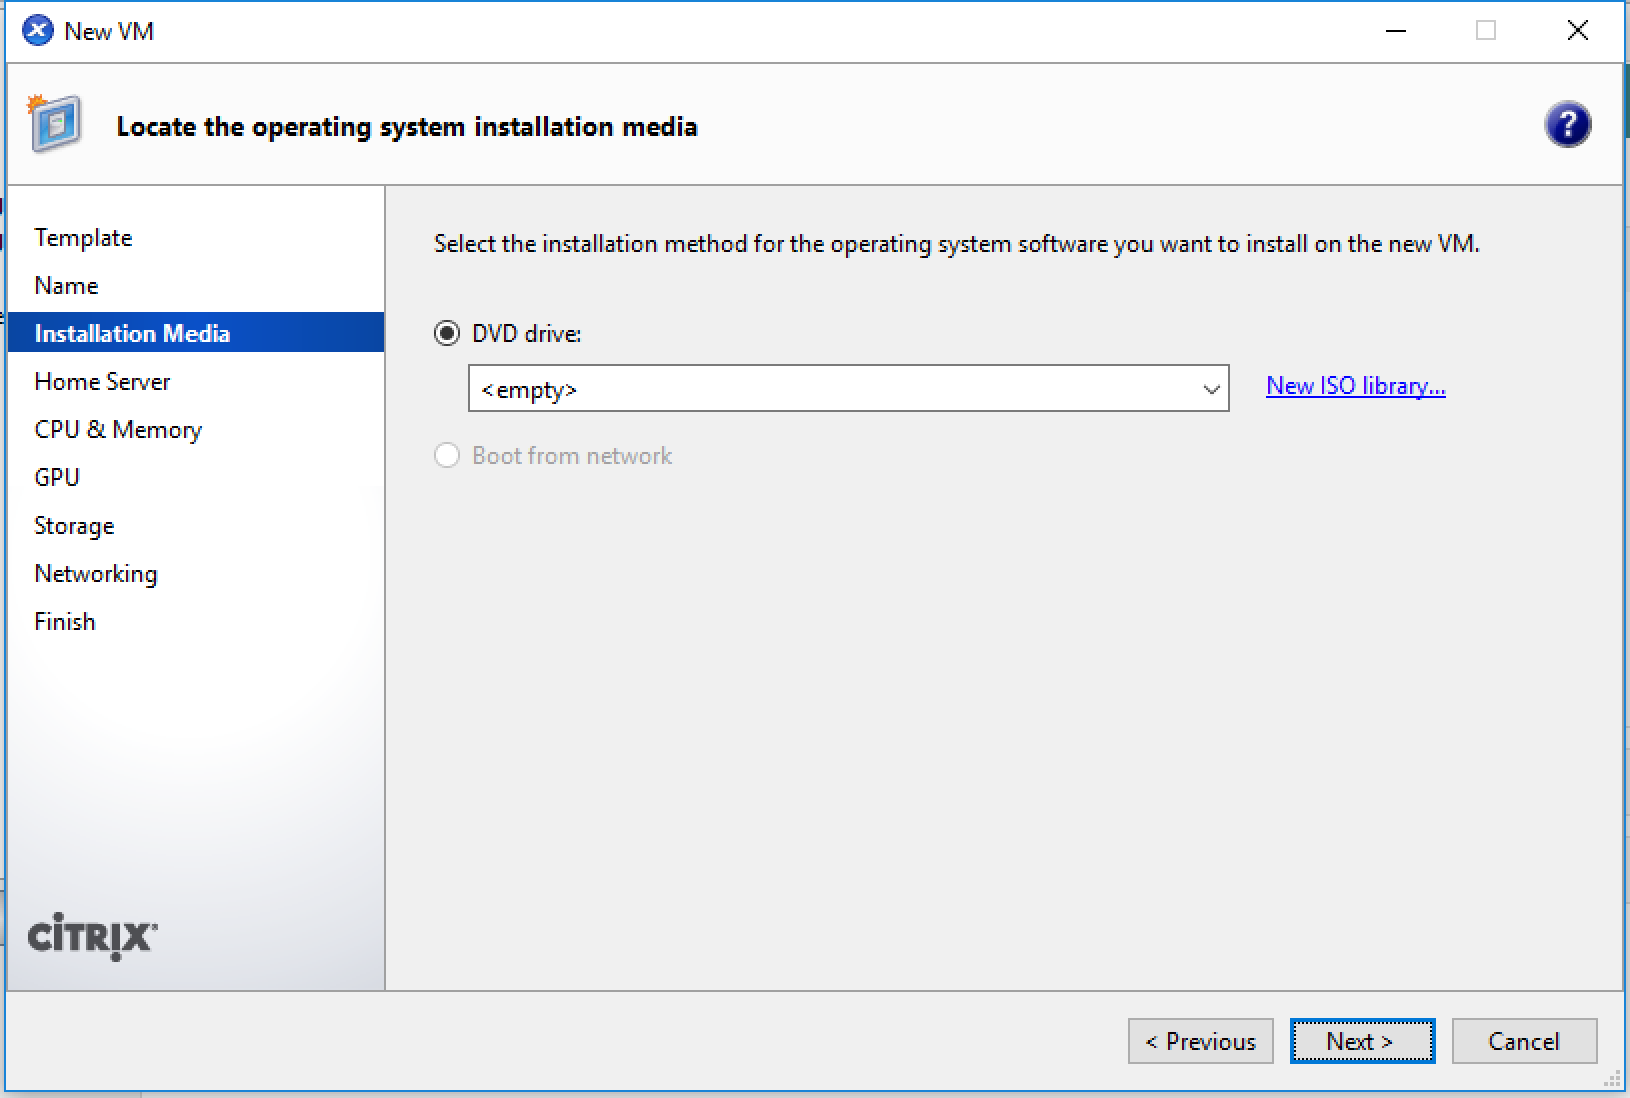 New VM
Locate the operating system installation media
?
Template
Name
Installation Media
Home Server
CPU & Memory
GPU
Storage
Networking
Finish
CİTRIX®
Select the installation method for the operating system software you want to install on the new VM.
DVD drive:
<empty>
New ISO library...
Boot from network
< Previous
Next >
Cancel